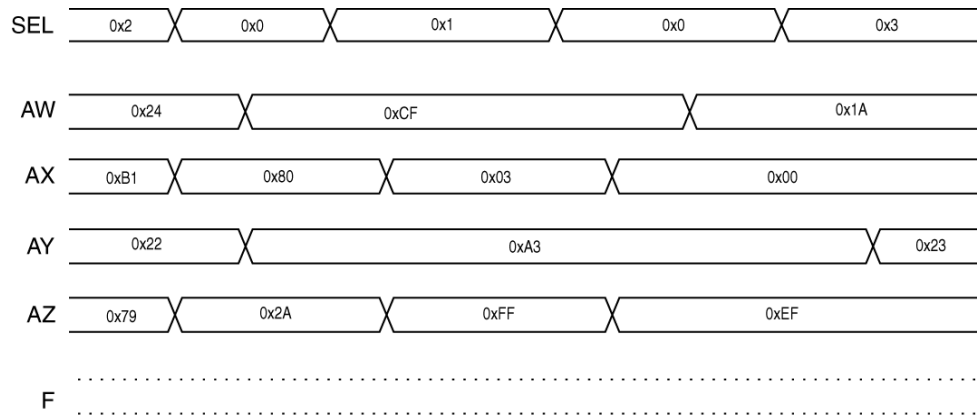 SEL 0x2 0x0 0x1 0x0 0x3
AW 0x24 0xCF 0x1A
AX 0xB1 0x80 0x03 0x00
AY 0x22 0xA3 0x23
AZ 0x79 0x2A 0xFF 0xEF
F